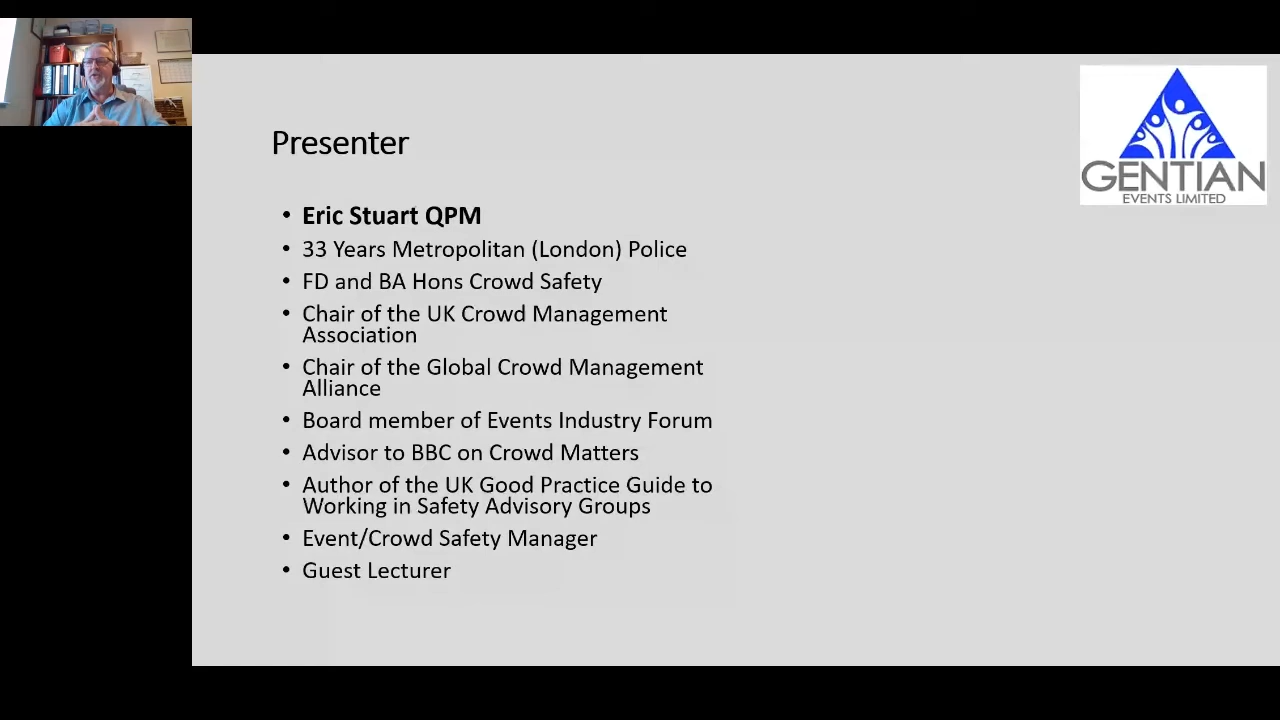 Presenter
GENTIAN
EVENTS LIMITED
• Eric Stuart QPM
• 33 Years Metropolitan (London) Police
• FD and BA Hons Crowd Safety
• Chair of the UK Crowd Management
Association
• Chair of the Global Crowd Management
Alliance
• Board member of Events Industry Forum
• Advisor to BBC on Crowd Matters
• Author of the UK Good Practice Guide to
Working in Safety Advisory Groups
• Event/Crowd Safety Manager
• Guest Lecturer